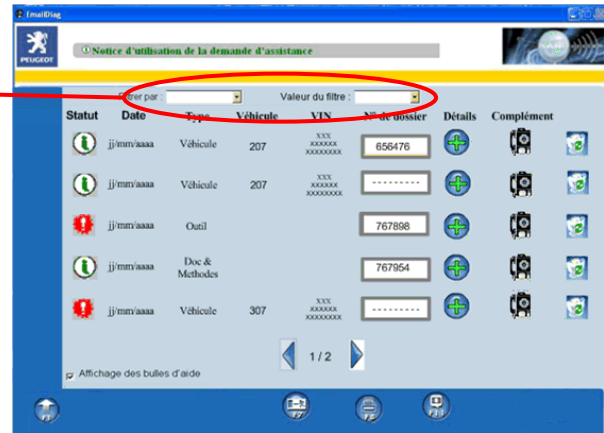 EmailDiag
PEUGEOT
Notice d'utilisation de la demande d'assistance
Filtrer par : Valeur du filtre :
Statut Date Type Véhicule VIN N° de dossier Détails Complément
jj/mm/aaaa Véhicule 207 xxx xxxxxx xxxxxxxx 656476
jj/mm/aaaa Véhicule 207 xxx xxxxxx xxxxxxxx ---------
jj/mm/aaaa Outil 767898
jj/mm/aaaa Doc & Methodes 767954
jj/mm/aaaa Véhicule 307 xxx xxxxxx xxxxxxxx ---------
1 / 2
Affichage des bulles d'aide